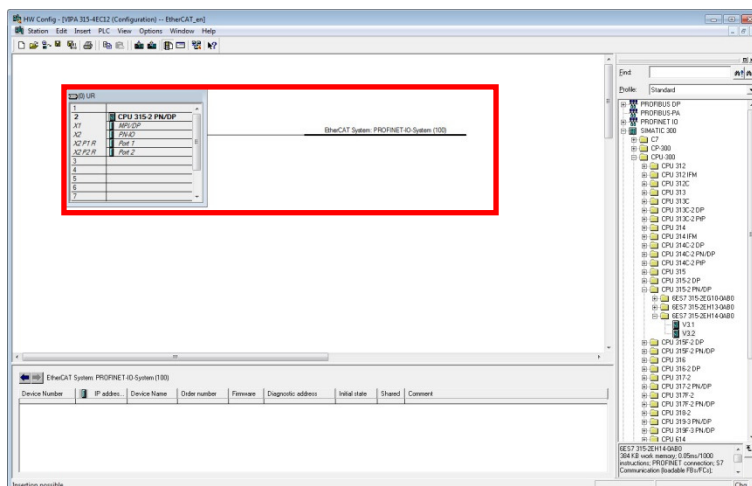 HW Config - [VIPA 315-4EC12 (Configuration) -- EtherCAT_en]
Station Edit Insert PLC View Options Window Help
(0) UR
1
2 CPU 315-2 PN/DP
X1 MPI/DP
X2 PN-IO
X2 P1 R Port 1
X2 P2 R Port 2
3
4
5
6
7
EtherCAT System: PROFINET-IO-System (100)
Find:
Profile: Standard
PROFIBUS DP
PROFIBUS-PA
PROFINET IO
SIMATIC 300
C7
CP-300
CPU-300
CPU 312
CPU 312 IFM
CPU 312C
CPU 313
CPU 313C
CPU 313C-2 DP
CPU 313C-2 PtP
CPU 314
CPU 314 IFM
CPU 314C-2 DP
CPU 314C-2 PN/DP
CPU 314C-2 PtP
CPU 315
CPU 315-2 DP
CPU 315-2 PN/DP
6ES7 315-2EG10-0AB0
6ES7 315-2EH13-0AB0
6ES7 315-2EH14-0AB0
V3.1
V3.2
CPU 315F-2 DP
CPU 315F-2 PN/DP
CPU 316
CPU 316-2 DP
CPU 317-2
CPU 317-2 PN/DP
CPU 317F-2
CPU 317F-2 PN/DP
CPU 318-2
CPU 319-3 PN/DP
CPU 319F-3 PN/DP
CPU 614
EtherCAT System: PROFINET-IO-System (100)
Device Number IP addres... Device Name Order number Firmware Diagnostic address Initial state Shared Comment
6ES7 315-2EH14-0AB0
384 KB work memory; 0.05ms/1000
instructions; PROFINET connection; S7
Communication (loadable FBs/FCs);
Insertion possible
Chg